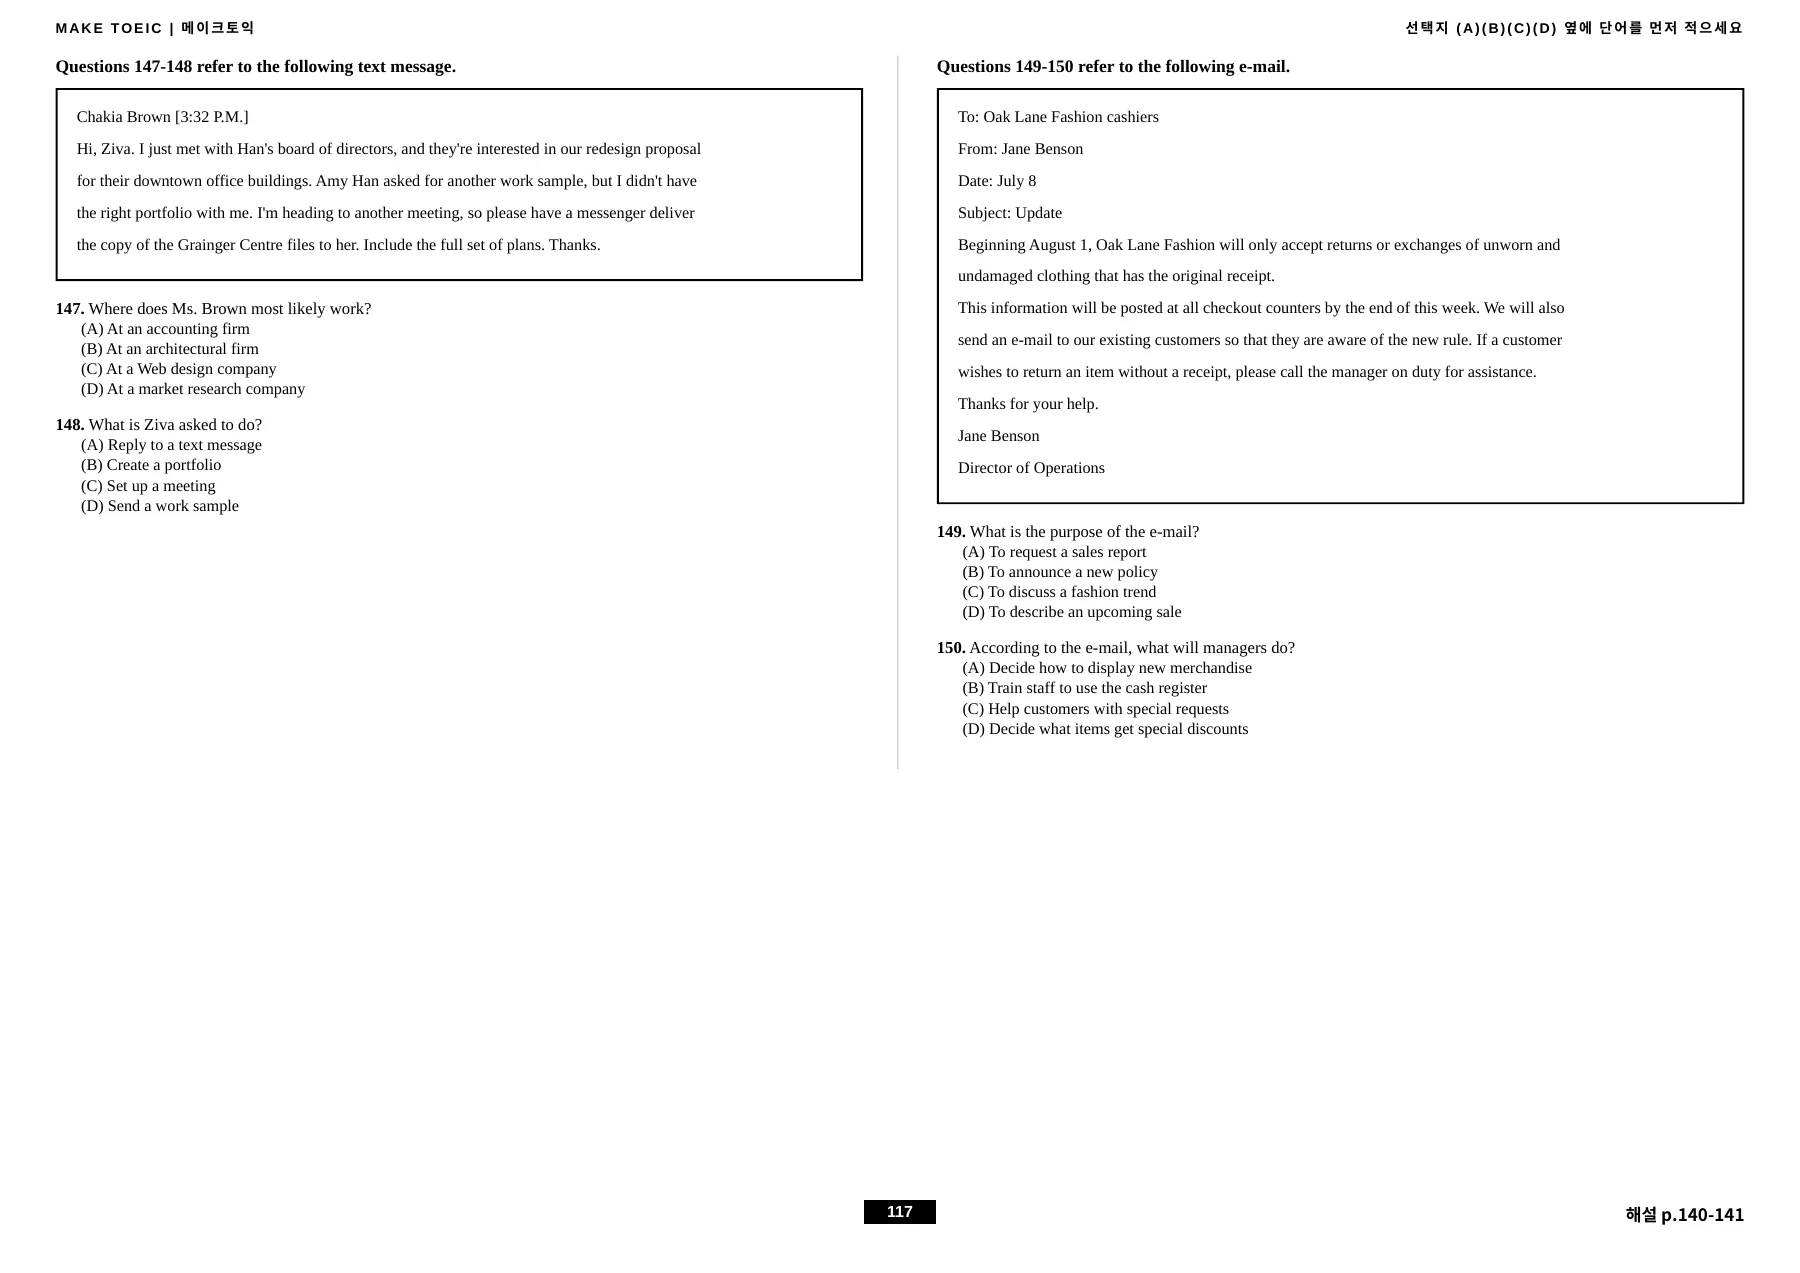 MAKE TOEIC | 메이크토익
선택지 (A)(B)(C)(D) 옆에 단어를 먼저 적으세요
Questions 147-148 refer to the following text message.
Chakia Brown [3:32 P.M.]
Hi, Ziva. I just met with Han's board of directors, and they're interested in our redesign proposal
for their downtown office buildings. Amy Han asked for another work sample, but I didn't have
the right portfolio with me. I'm heading to another meeting, so please have a messenger deliver
the copy of the Grainger Centre files to her. Include the full set of plans. Thanks.
147. Where does Ms. Brown most likely work?
(A) At an accounting firm
(B) At an architectural firm
(C) At a Web design company
(D) At a market research company
148. What is Ziva asked to do?
(A) Reply to a text message
(B) Create a portfolio
(C) Set up a meeting
(D) Send a work sample
Questions 149-150 refer to the following e-mail.
To: Oak Lane Fashion cashiers
From: Jane Benson
Date: July 8
Subject: Update
Beginning August 1, Oak Lane Fashion will only accept returns or exchanges of unworn and
undamaged clothing that has the original receipt.
This information will be posted at all checkout counters by the end of this week. We will also
send an e-mail to our existing customers so that they are aware of the new rule. If a customer
wishes to return an item without a receipt, please call the manager on duty for assistance.
Thanks for your help.
Jane Benson
Director of Operations
149. What is the purpose of the e-mail?
(A) To request a sales report
(B) To announce a new policy
(C) To discuss a fashion trend
(D) To describe an upcoming sale
150. According to the e-mail, what will managers do?
(A) Decide how to display new merchandise
(B) Train staff to use the cash register
(C) Help customers with special requests
(D) Decide what items get special discounts
117
해설 p.140-141